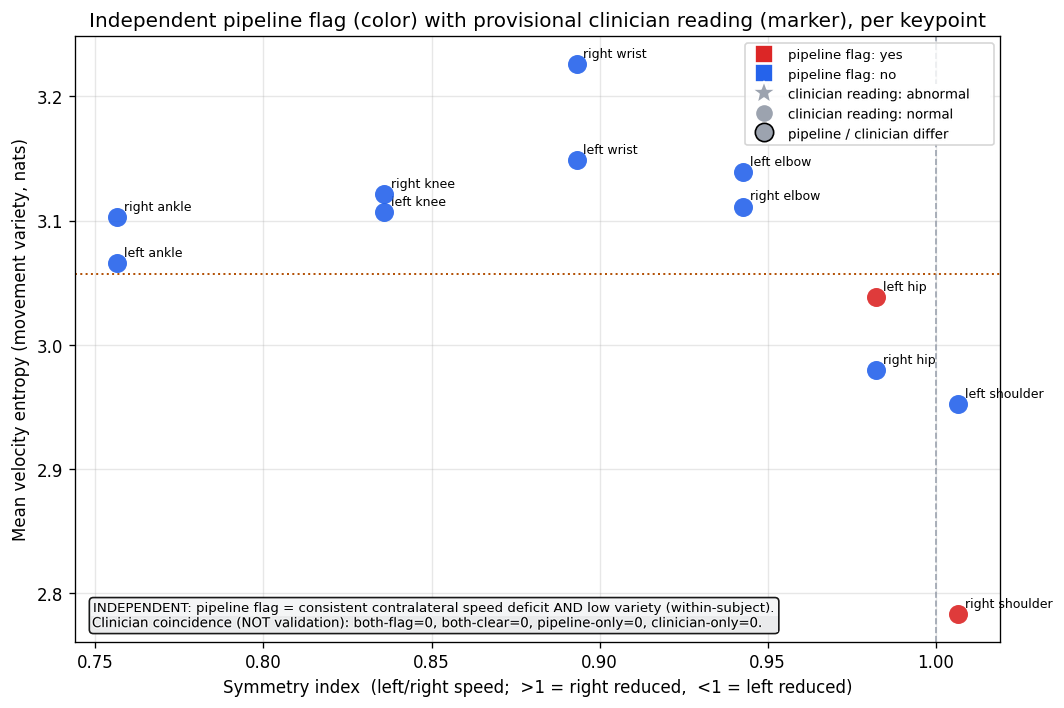 Independent pipeline flag (color) with provisional clinician reading (marker), per keypoint
Mean velocity entropy (movement variety, nats)
3.2
3.1
3.0
2.9
2.8
pipeline flag: yes
pipeline flag: no
clinician reading: abnormal
clinician reading: normal
pipeline / clinician differ
right wrist
left wrist
left elbow
right elbow
right knee
left knee
right ankle
left ankle
left hip
right hip
left shoulder
right shoulder
INDEPENDENT: pipeline flag = consistent contralateral speed deficit AND low variety (within-subject).
Clinician coincidence (NOT validation): both-flag=0, both-clear=0, pipeline-only=0, clinician-only=0.
0.75
0.80
0.85
0.90
0.95
1.00
Symmetry index  (left/right speed;  >1 = right reduced,  <1 = left reduced)